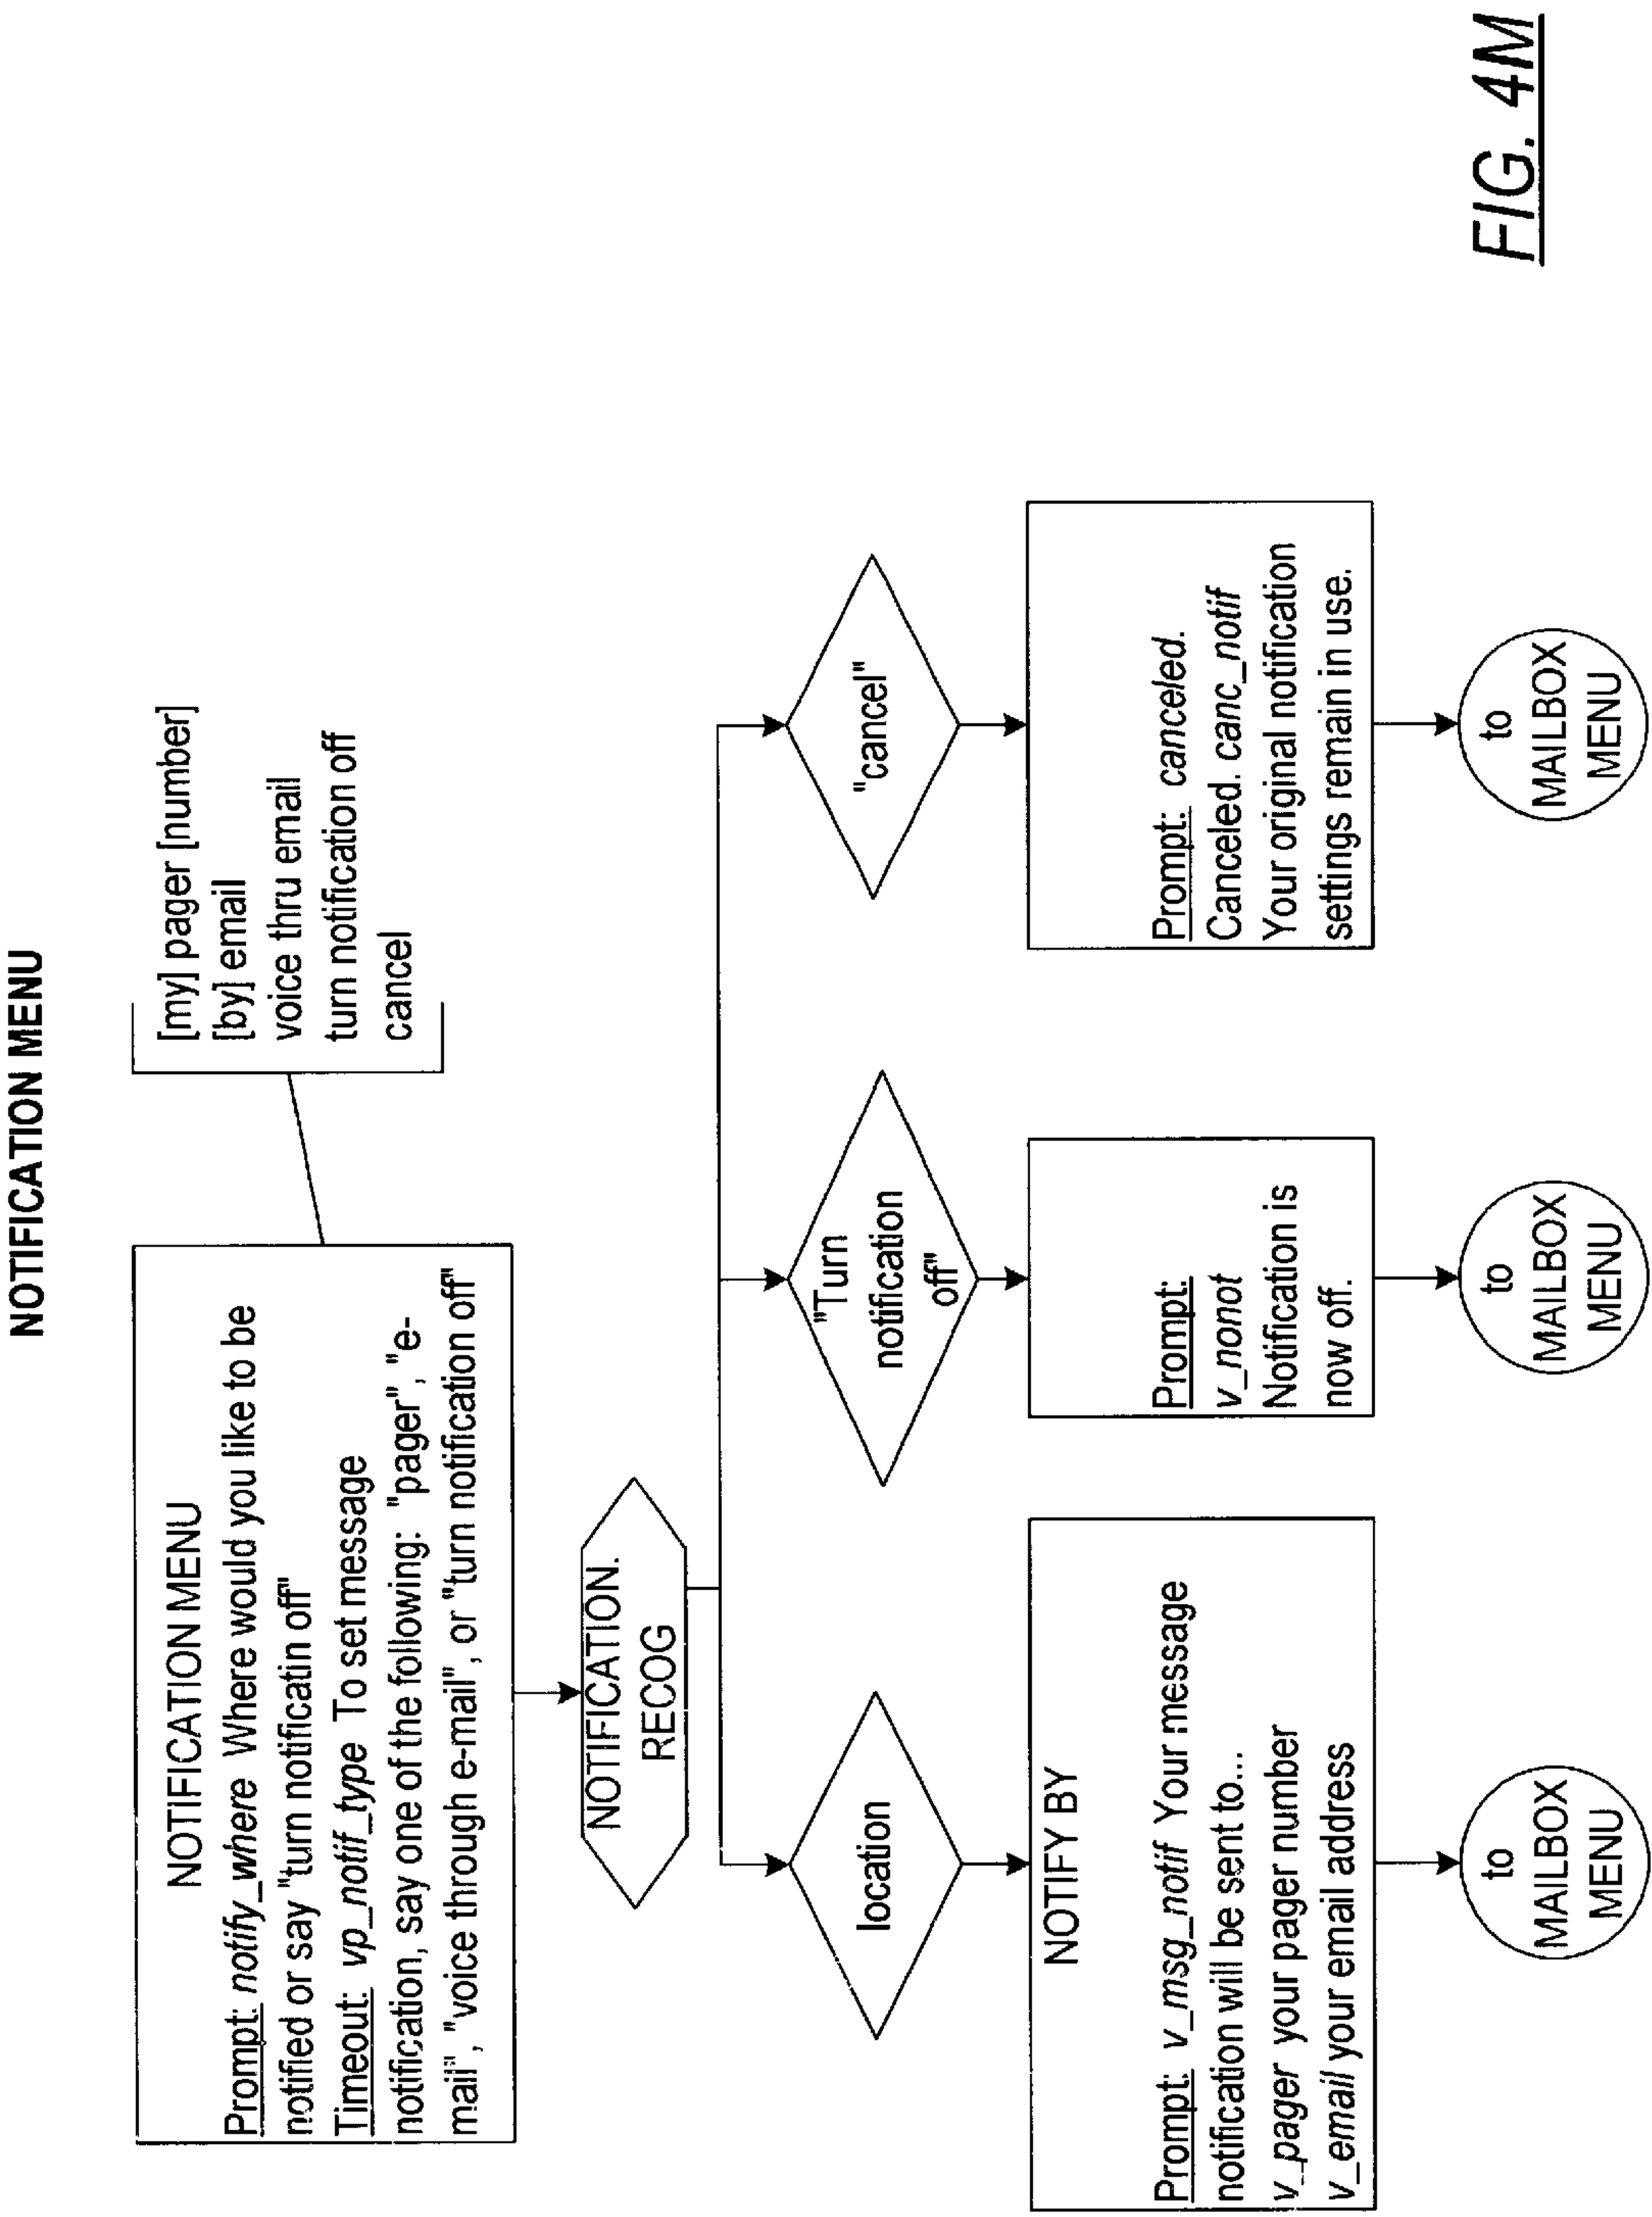 NOTIFICATION MENU
NOTIFICATION MENU
Prompt: notify_where Where would you like to be
notified or say "turn notificatin off"
Timeout: vp_notif_type To set message
notification, say one of the following: "pager", "e-
mail", "voice through e-mail", or "turn notification off"
[my] pager [number]
[by] email
voice thru email
turn notification off
cancel
NOTIFICATION.
RECOG
location
"Turn
notification
off"
"cancel"
NOTIFY BY
Prompt: v_msg_notif Your message
notification will be sent to...
v_pager your pager number
v_email your email address
Prompt:
v_nonot
Notification is
now off.
Prompt: canceled.
Canceled. canc_notif
Your original notification
settings remain in use.
to
MAILBOX
MENU
to
MAILBOX
MENU
to
MAILBOX
MENU
FIG. 4M